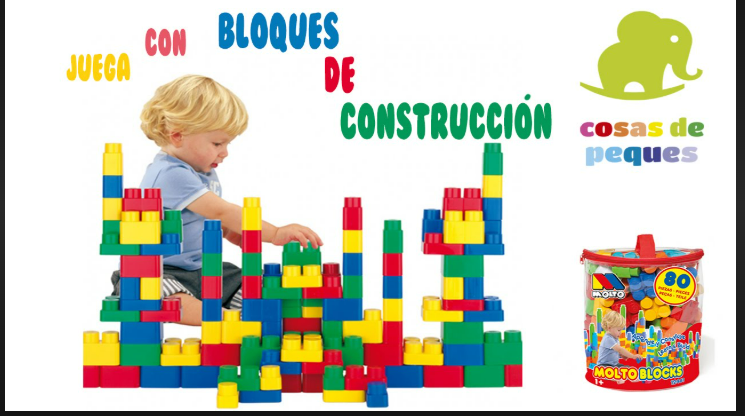 JUEGA CON BLOQUES
DE
CONSTRUCCIÓN
cosas de
peques
MOLTO
80
MOLTO BLOCKS
1+